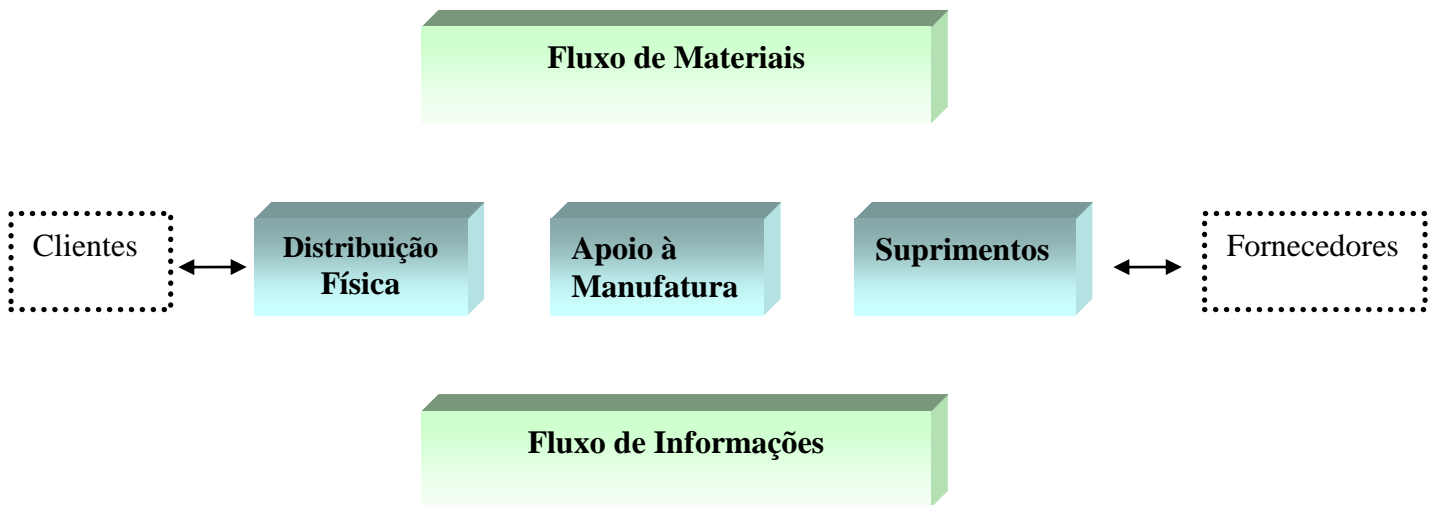 Fluxo de Materiais
Clientes
Distribuição
Física
Apoio à
Manufatura
Suprimentos
Fornecedores
Fluxo de Informações